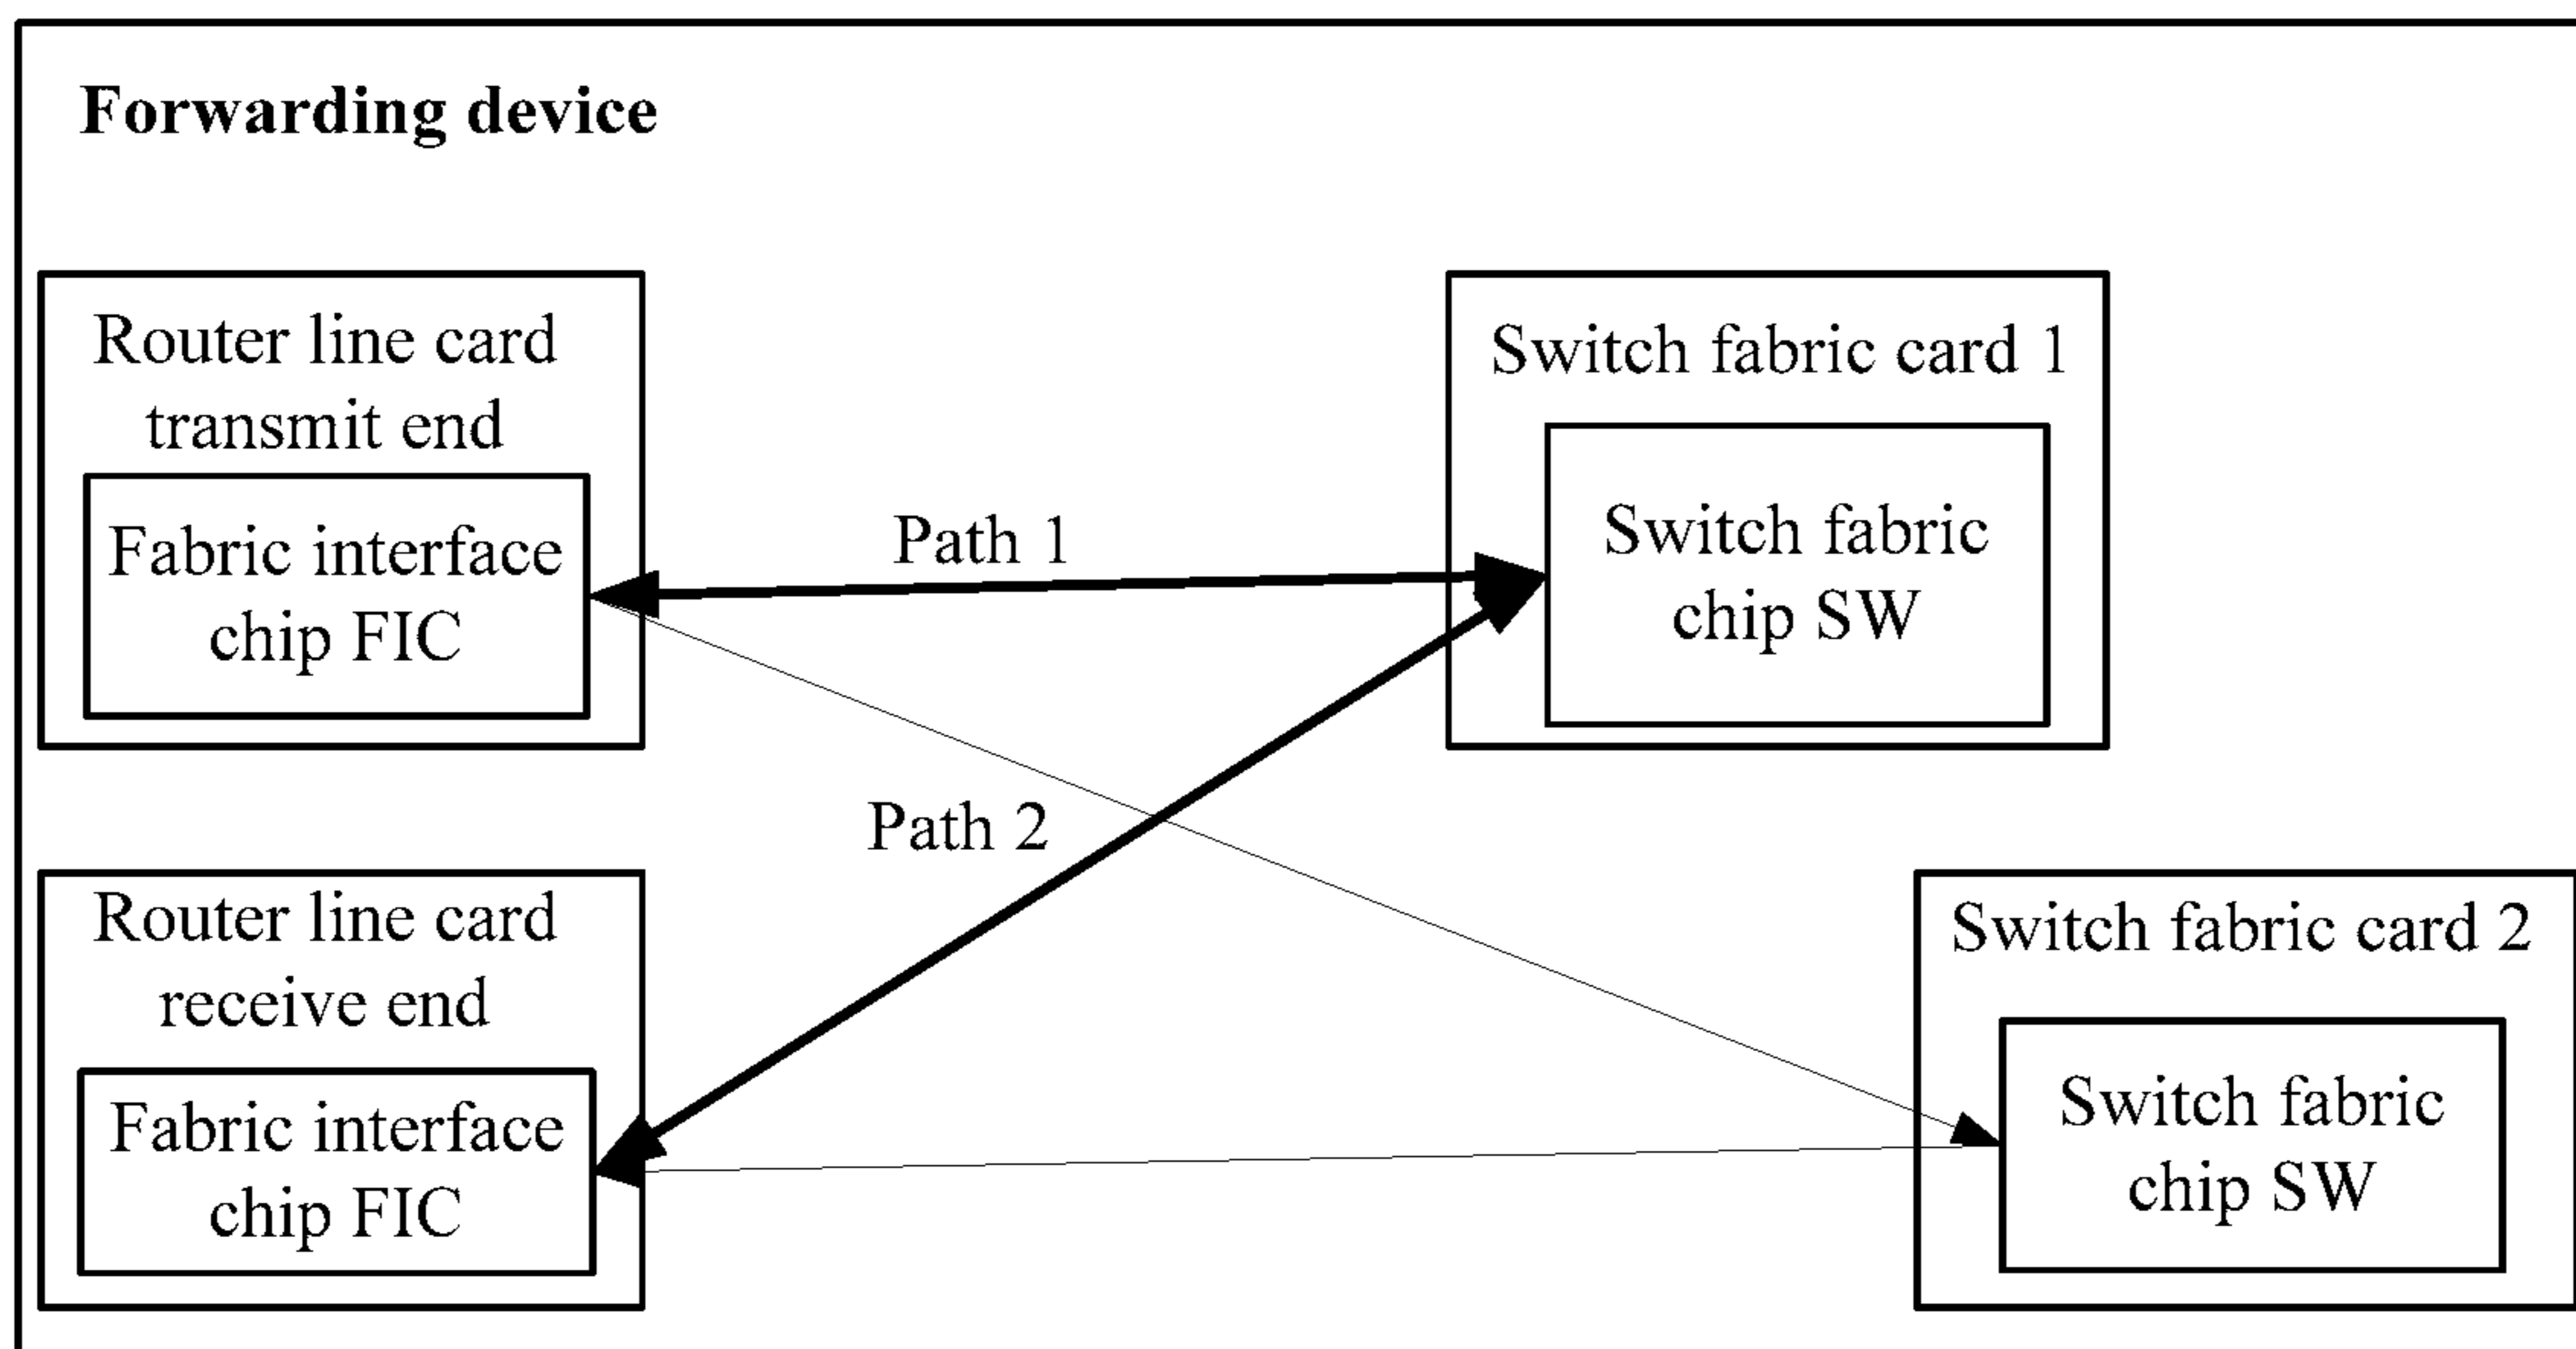 Forwarding device
Router line card
transmit end
Fabric interface
chip FIC
Path 1
Switch fabric card 1
Switch fabric
chip SW
Path 2
Router line card
receive end
Fabric interface
chip FIC
Switch fabric card 2
Switch fabric
chip SW